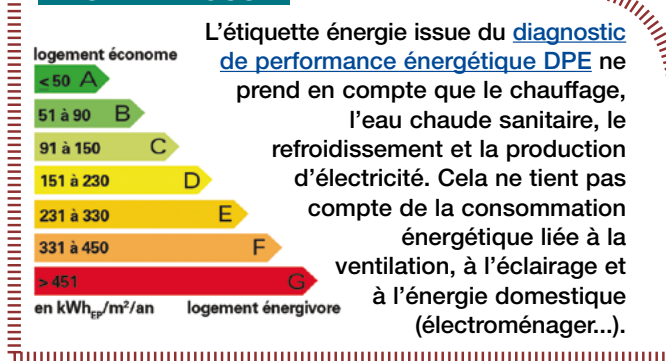 L'étiquette énergie issue du diagnostic
de performance énergétique DPE ne
prend en compte que le chauffage,
l'eau chaude sanitaire, le
refroidissement et la production
d'électricité. Cela ne tient pas
compte de la consommation
énergétique liée à la
ventilation, à l'éclairage et
à l'énergie domestique
(électroménager...).
logement économe
< 50 A
51 à 90 B
91 à 150 C
151 à 230 D
231 à 330 E
331 à 450 F
> 451 G
en kWhEP/m²/an logement énergivore